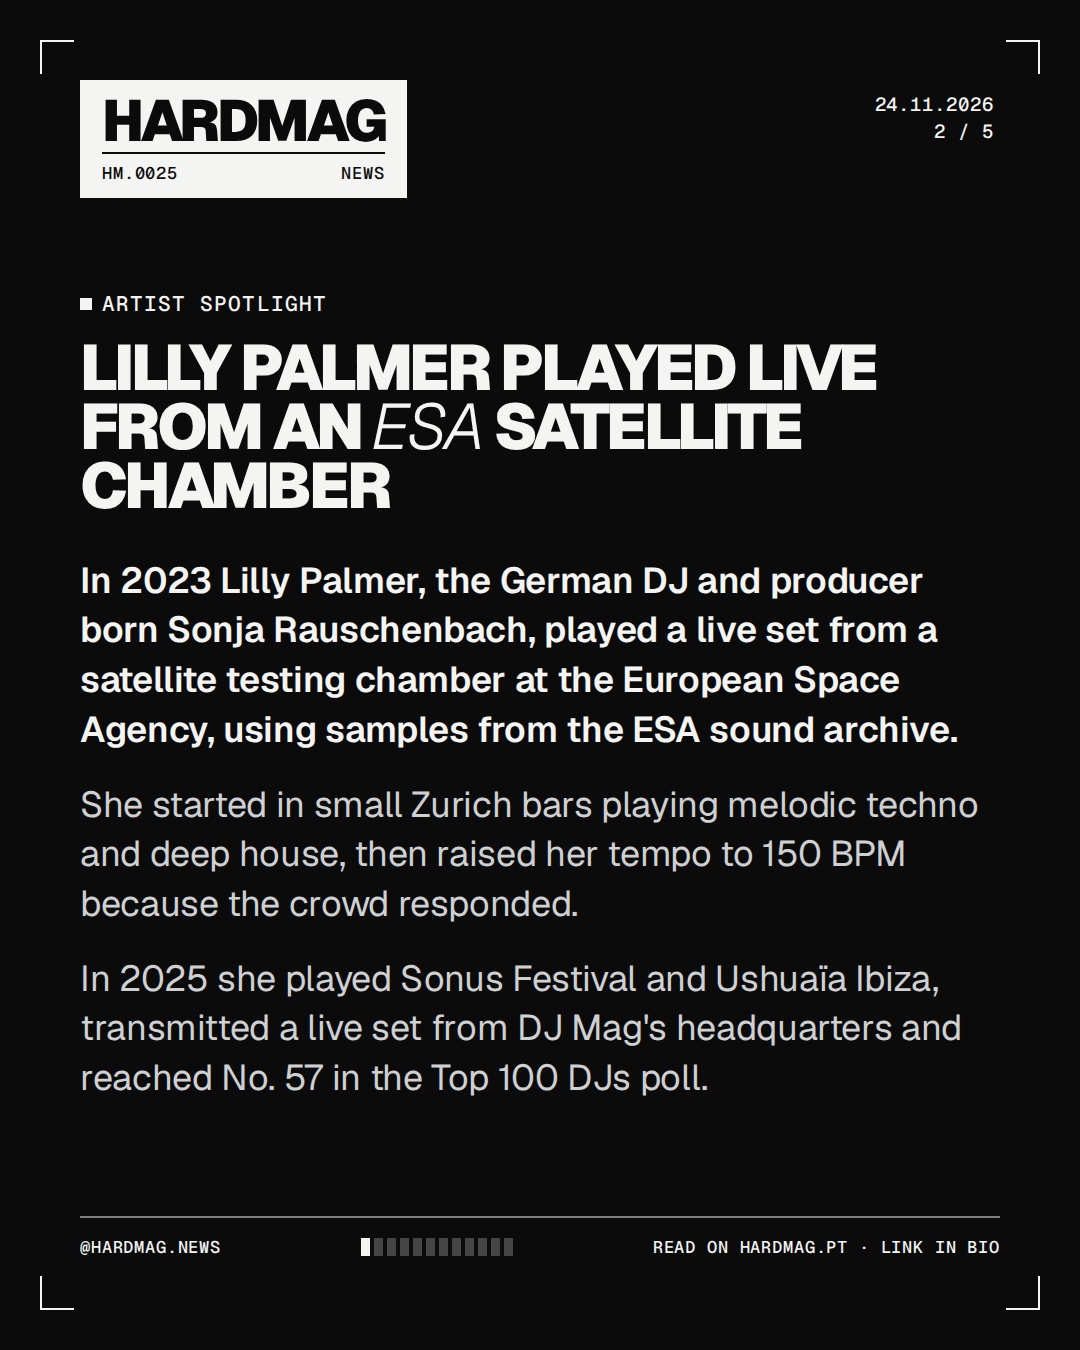 HARDMAG
HM.0025 NEWS
24.11.2026
2 / 5
ARTIST SPOTLIGHT
LILLY PALMER PLAYED LIVE
FROM AN ESA SATELLITE
CHAMBER
In 2023 Lilly Palmer, the German DJ and producer
born Sonja Rauschenbach, played a live set from a
satellite testing chamber at the European Space
Agency, using samples from the ESA sound archive.
She started in small Zurich bars playing melodic techno
and deep house, then raised her tempo to 150 BPM
because the crowd responded.
In 2025 she played Sonus Festival and Ushuaïa Ibiza,
transmitted a live set from DJ Mag's headquarters and
reached No. 57 in the Top 100 DJs poll.
@HARDMAG.NEWS
READ ON HARDMAG.PT · LINK IN BIO